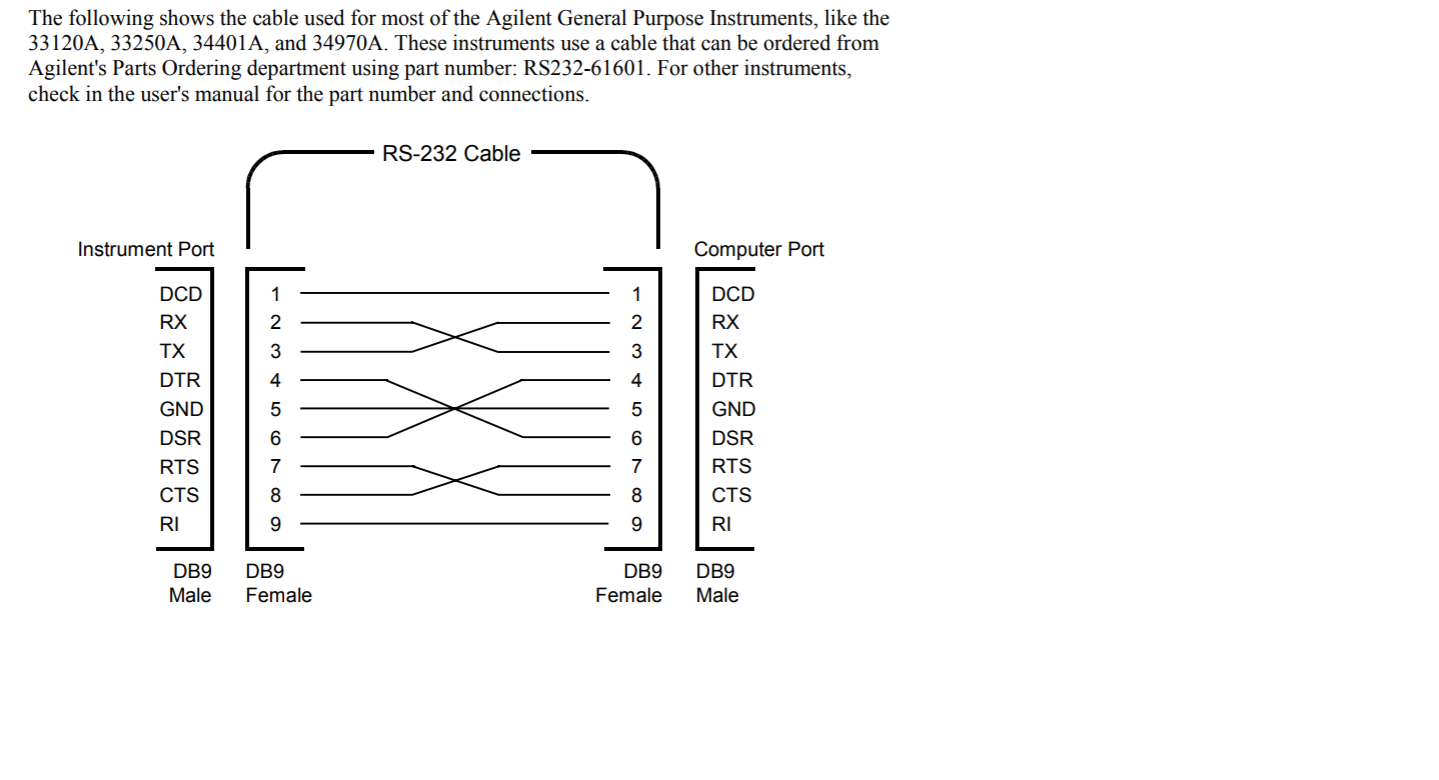 The following shows the cable used for most of the Agilent General Purpose Instruments, like the
33120A, 33250A, 34401A, and 34970A. These instruments use a cable that can be ordered from
Agilent's Parts Ordering department using part number: RS232-61601. For other instruments,
check in the user's manual for the part number and connections.
RS-232 Cable
Instrument Port Computer Port
DCD 1 1 DCD
RX 2 2 RX
TX 3 3 TX
DTR 4 4 DTR
GND 5 5 GND
DSR 6 6 DSR
RTS 7 7 RTS
CTS 8 8 CTS
RI 9 9 RI
DB9 DB9 DB9 DB9
Male Female Female Male